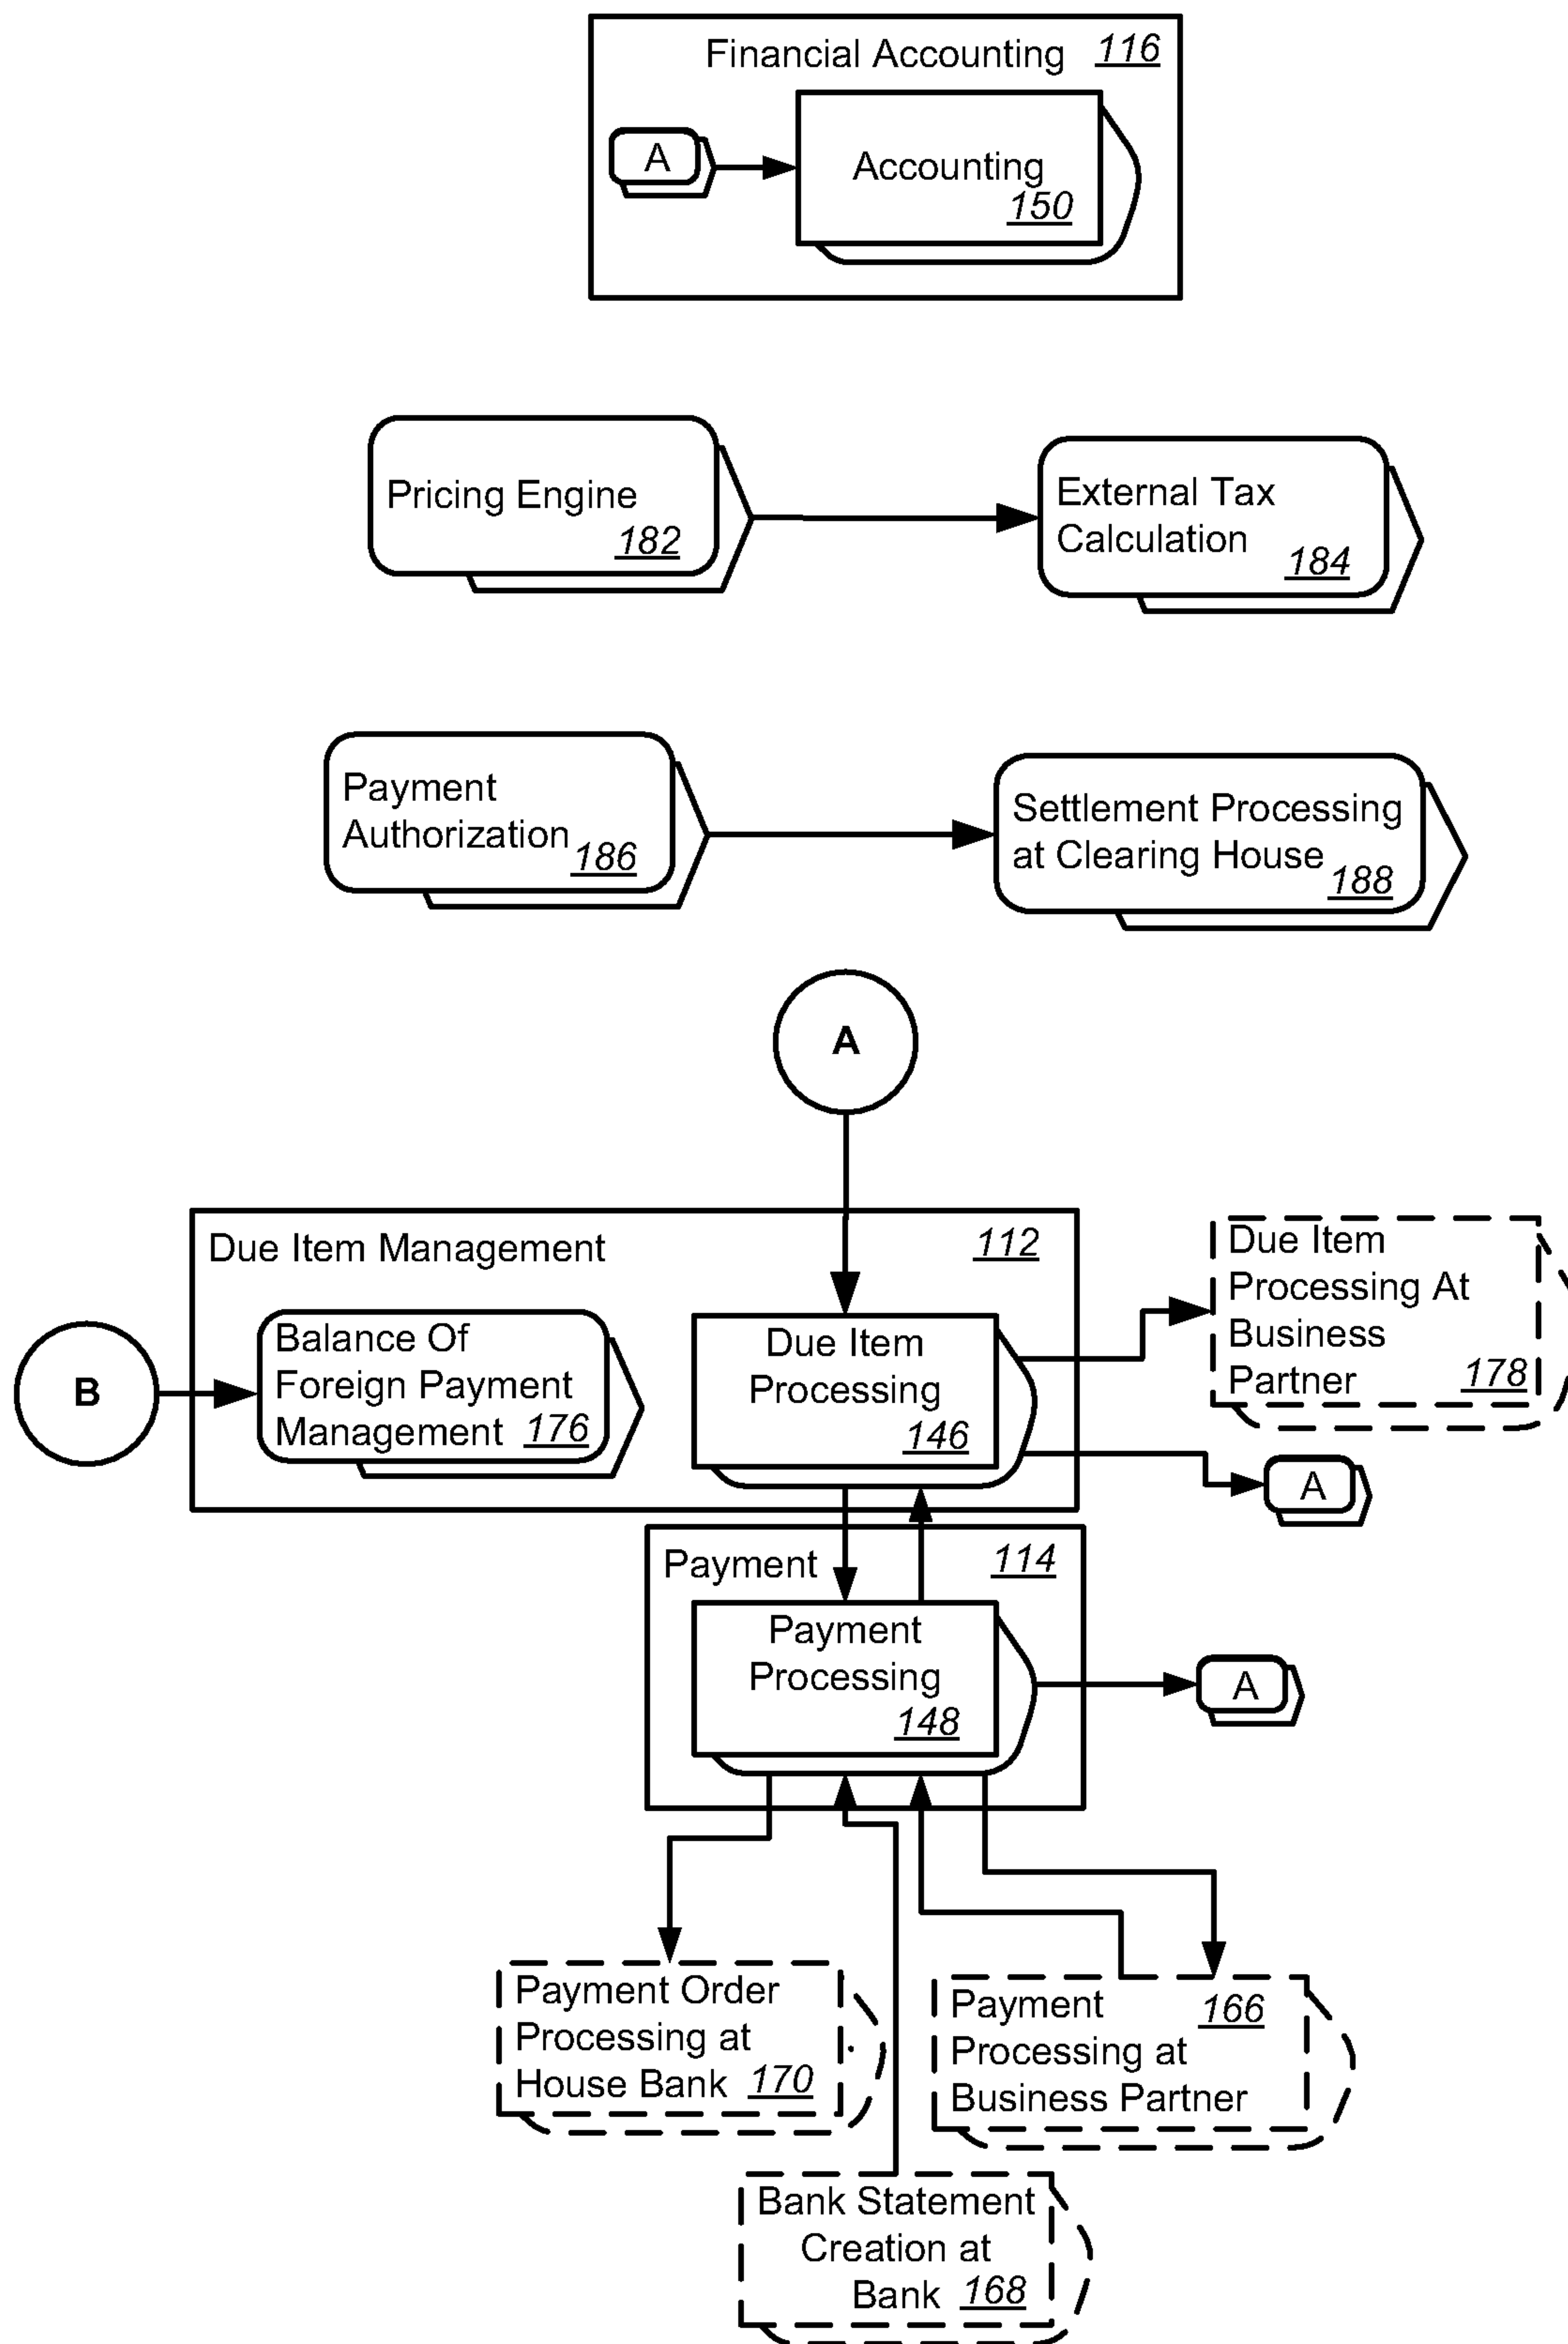 Financial Accounting 116
A
Accounting
150
Pricing Engine
182
External Tax
Calculation
184
Payment
Authorization
186
Settlement Processing
at Clearing House
188
A
Due Item Management 112
B
Balance Of
Foreign Payment
Management 176
Due Item
Processing
146
Due Item
Processing At
Business
Partner 178
A
Payment 114
Payment
Processing
148
A
Payment Order
Processing at
House Bank 170
Payment 166
Processing at
Business Partner
Bank Statement
Creation at
Bank 168